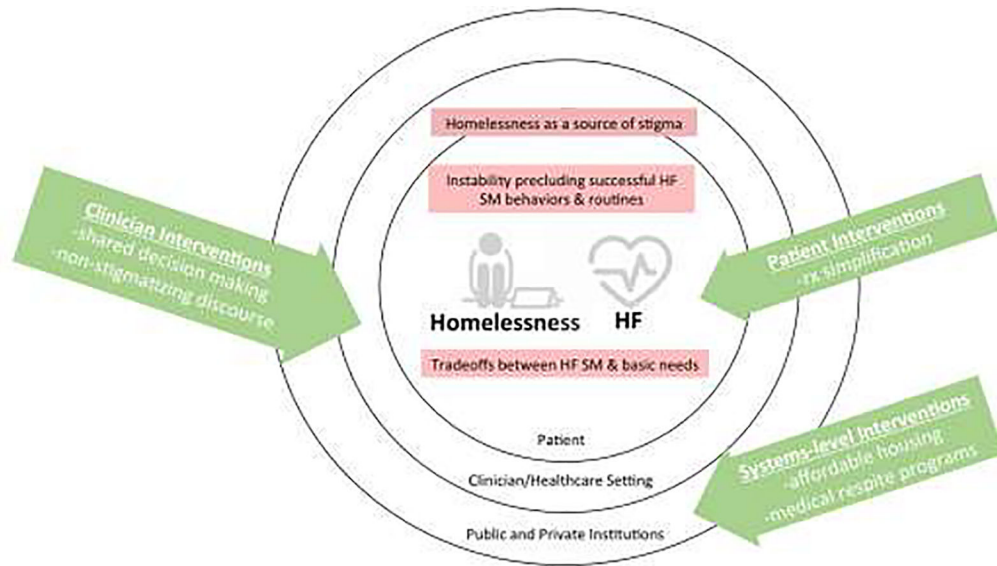 Homelessness as a source of stigma
Instability precluding successful HF
SM behaviors & routines
Clinician Interventions
-shared decision making
-non-stigmatizing discourse
Patient Interventions
-rx-simplification
Homelessness
HF
Tradeoffs between HF SM & basic needs
Systems-level Interventions
-affordable housing
-medical respite programs
Patient
Clinician/Healthcare Setting
Public and Private Institutions